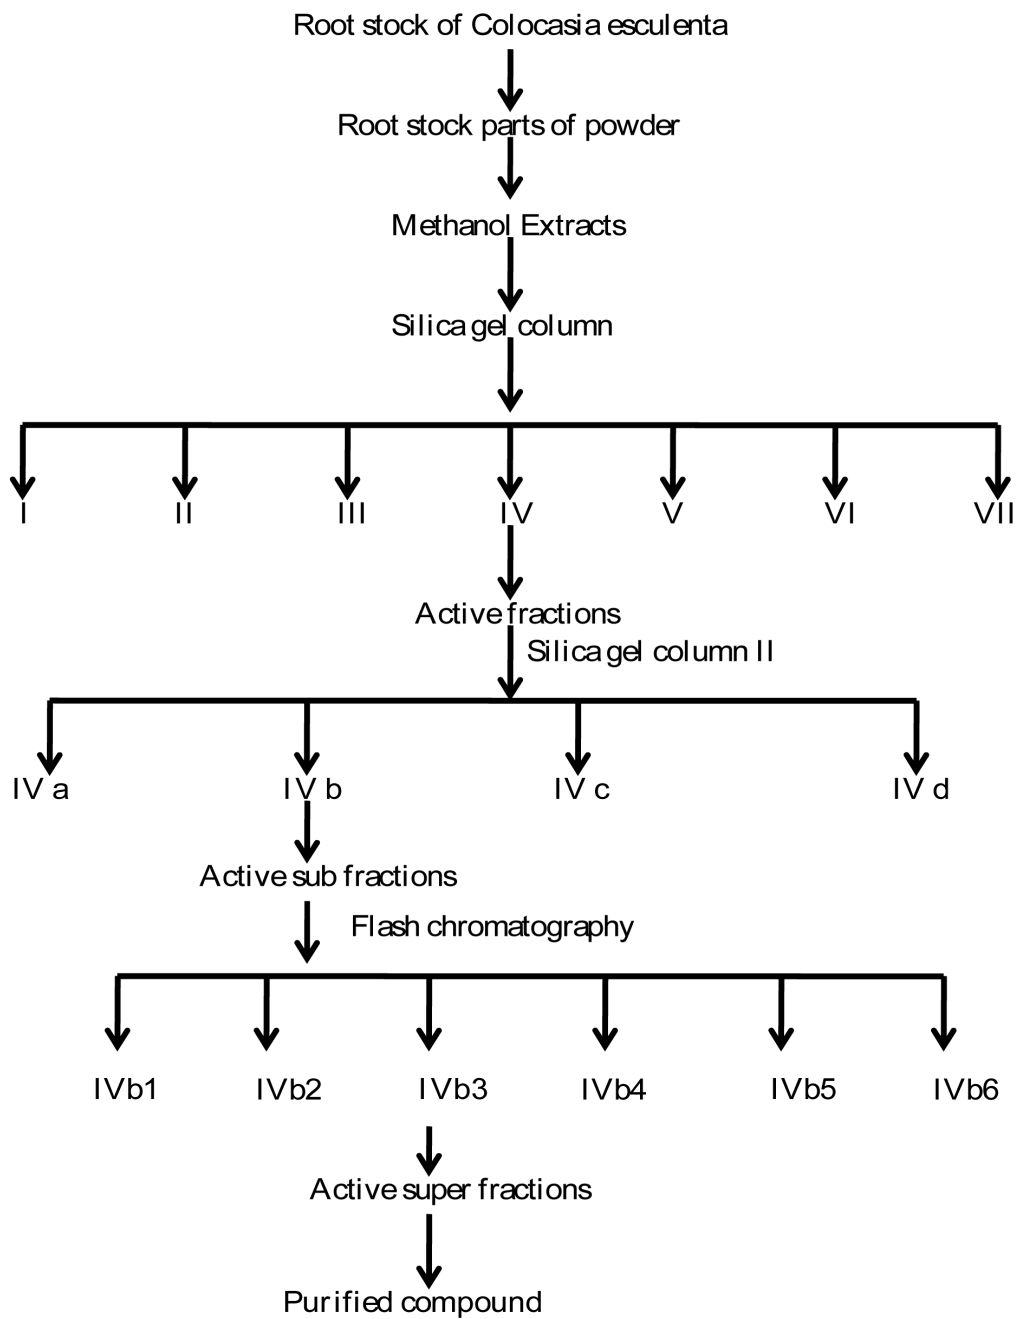 Root stock of Colocasia esculenta
Root stock parts of powder
Methanol Extracts
Silica gel column
I II III IV V VI VII
Active fractions
Silica gel column II
IV a IV b IV c IV d
Active sub fractions
Flash chromatography
IVb1 IVb2 IVb3 IVb4 IVb5 IVb6
Active super fractions
Purified compound